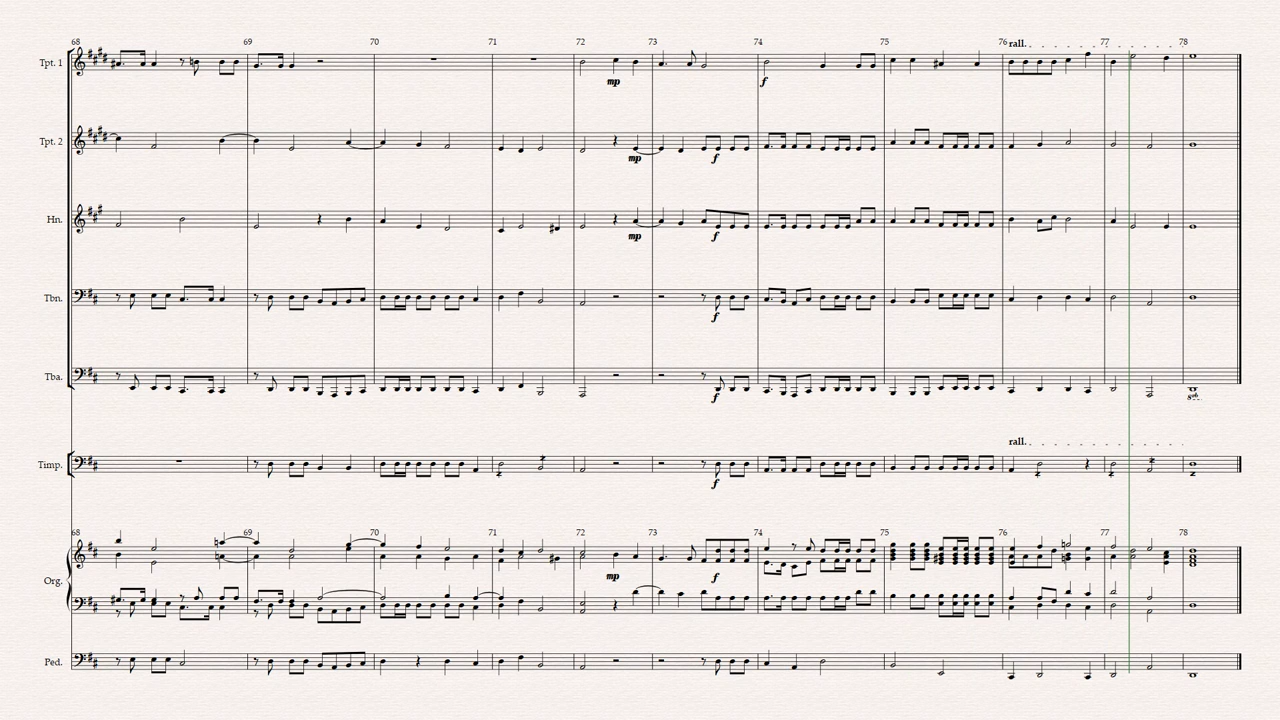 68 69 70 71 72 73 74 75 76 77 78
rall.
Tpt. 1
mp f
Tpt. 2
mp f
Hn.
mp f
Tbn.
f
Tba.
f
8vb
rall.
Timp.
f
68 69 70 71 72 73 74 75 76 77 78
Org.
mp f
Ped.